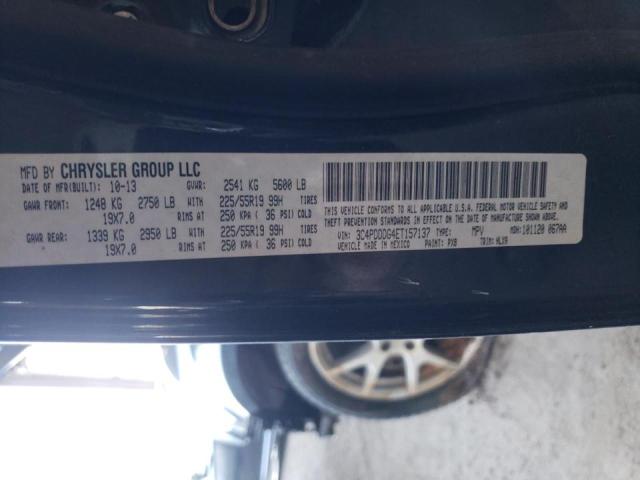 MFD BY CHRYSLER GROUP LLC
DATE OF MFR(BUILT): 10-13 GVWR: 2541 KG 5600 LB
GAWR FRONT: 1248 KG 2750 LB 225/55R19 99H TIRES
19X7.0 RIMS AT 250 KPA ( 36 PSI) COLD
GAWR REAR: 1339 KG 2950 LB 225/55R19 99H TIRES
19X7.0 RIMS AT 250 KPA ( 36 PSI) COLD
THIS VEHICLE CONFORMS TO ALL APPLICABLE U.S.A. FEDERAL MOTOR VEHICLE SAFETY AND
THEFT PREVENTION STANDARDS IN EFFECT ON THE DATE OF MANUFACTURE SHOWN ABOVE.
3C4PDDDG4ET157137 TYPE: MPV MDH: 101120 067AA
VIN: MADE IN MEXICO PAINT: PXB TRIM: HLX9